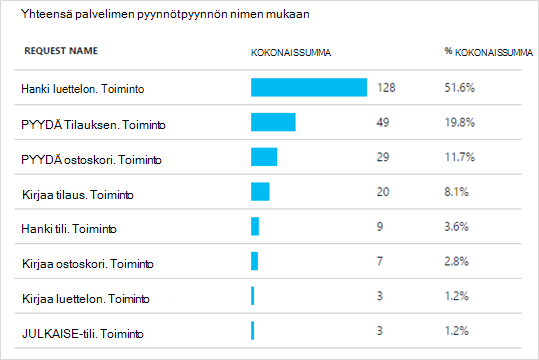 Yhteensä palvelimen pyynnötpyynnön nimen mukaan
REQUEST NAME KOKONAISSUMMA % KOKONAISSUMMA
Hanki luettelon. Toiminto 128 51.6%
PYYDÄ Tilauksen. Toiminto 49 19.8%
PYYDÄ ostoskori. Toiminto 29 11.7%
Kirjaa tilaus. Toiminto 20 8.1%
Hanki tili. Toiminto 9 3.6%
Kirjaa ostoskori. Toiminto 7 2.8%
Kirjaa luettelon. Toiminto 3 1.2%
JULKAISE-tili. Toiminto 3 1.2%